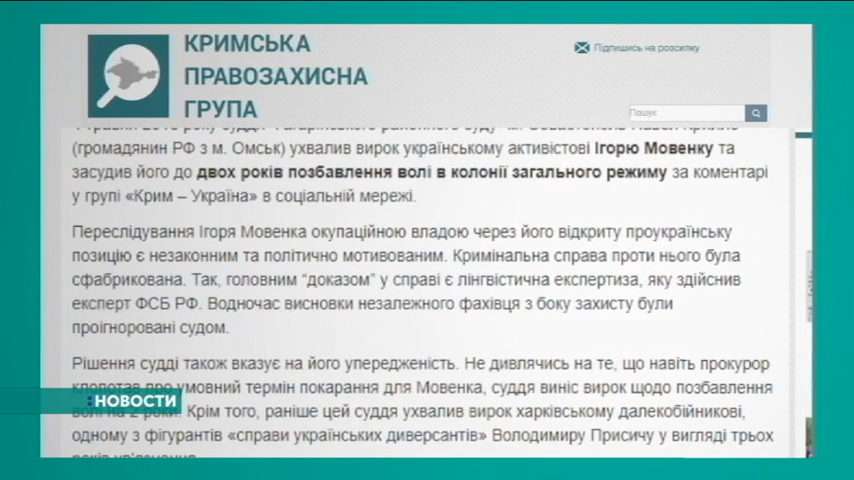 КРИМСЬКА
ПРАВОЗАХИСНА
ГРУПА
Підпишись на розсилку
Пошук
(громадянин РФ з м. Омськ) ухвалив вирок українському активістові Ігорю Мовенку та
засудив його до двох років позбавлення волі в колонії загального режиму за коментарі
у групі «Крим – Україна» в соціальній мережі.
Переслідування Ігоря Мовенка окупаційною владою через його відкриту проукраїнську
позицію є незаконним та політично мотивованим. Кримінальна справа проти нього була
сфабрикована. Так, головним “доказом” у справі є лінгвістична експертиза, яку здійснив
експерт ФСБ РФ. Водночас висновки незалежного фахівця з боку захисту були
проігноровані судом.
Рішення судді також вказує на його упередженість. Не дивлячись на те, що навіть прокурор
клопотав про умовний термін покарання для Мовенка, суддя виніс вирок щодо позбавлення
волі на 2 роки. Крім того, раніше цей суддя ухвалив вирок харківському далекобійникові,
одному з фігурантів «справи українських диверсантів» Володимиру Присичу у вигляді трьох
НОВОСТИ